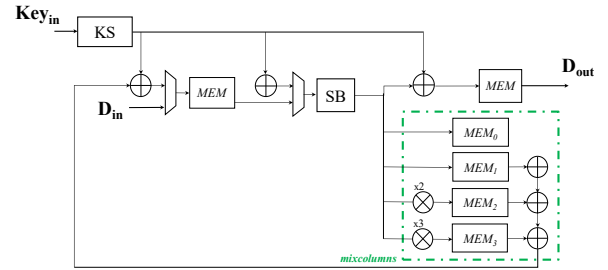 Key_in
KS
D_out
D_in
MEM
SB
MEM
MEM_0
MEM_1
x2
MEM_2
x3
MEM_3
mixcolumns